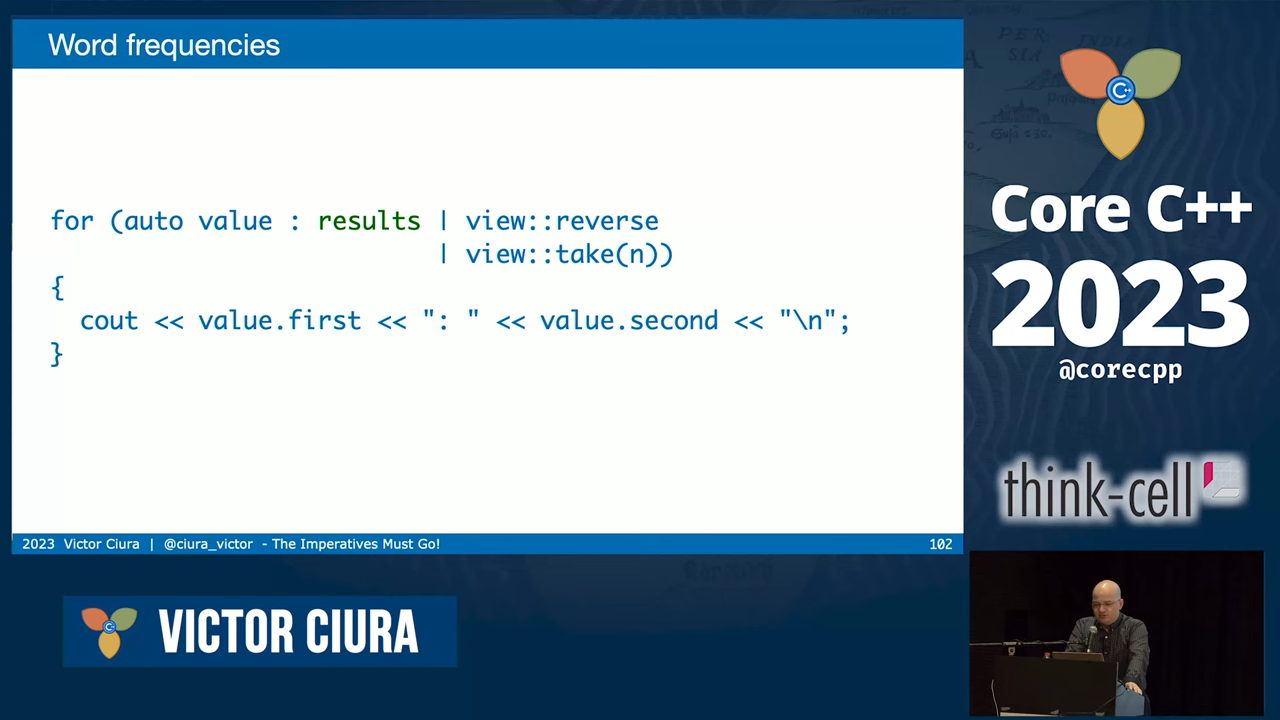 Word frequencies
for (auto value : results | view::reverse
| view::take(n))
{
cout << value.first << ": " << value.second << "\n";
}
2023 Victor Ciura | @ciura_victor - The Imperatives Must Go!
102
C++
Core C++
2023
@corecpp
think-cell
VICTOR CIURA